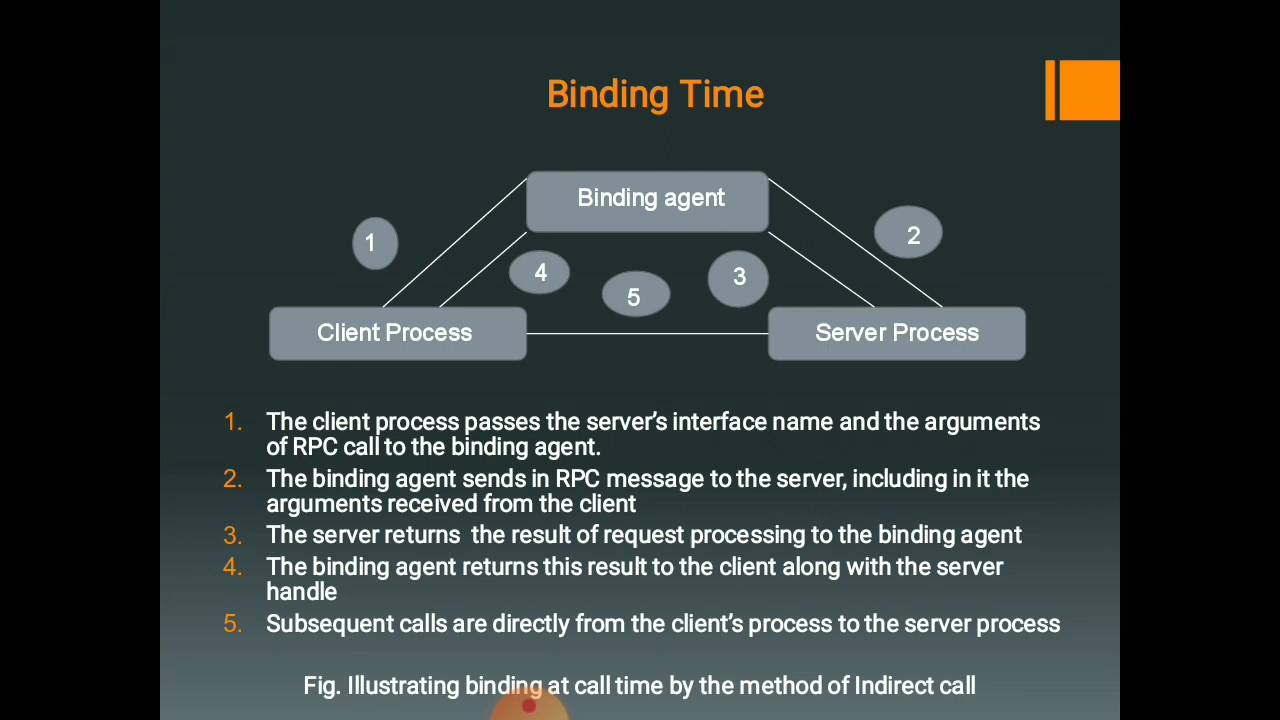 Binding Time
Binding agent
1
2
4
3
5
Client Process
Server Process
1. The client process passes the server's interface name and the arguments
of RPC call to the binding agent.
2. The binding agent sends in RPC message to the server, including in it the
arguments received from the client
3. The server returns  the result of request processing to the binding agent
4. The binding agent returns this result to the client along with the server
handle
5. Subsequent calls are directly from the client's process to the server process
Fig. Illustrating binding at call time by the method of Indirect call